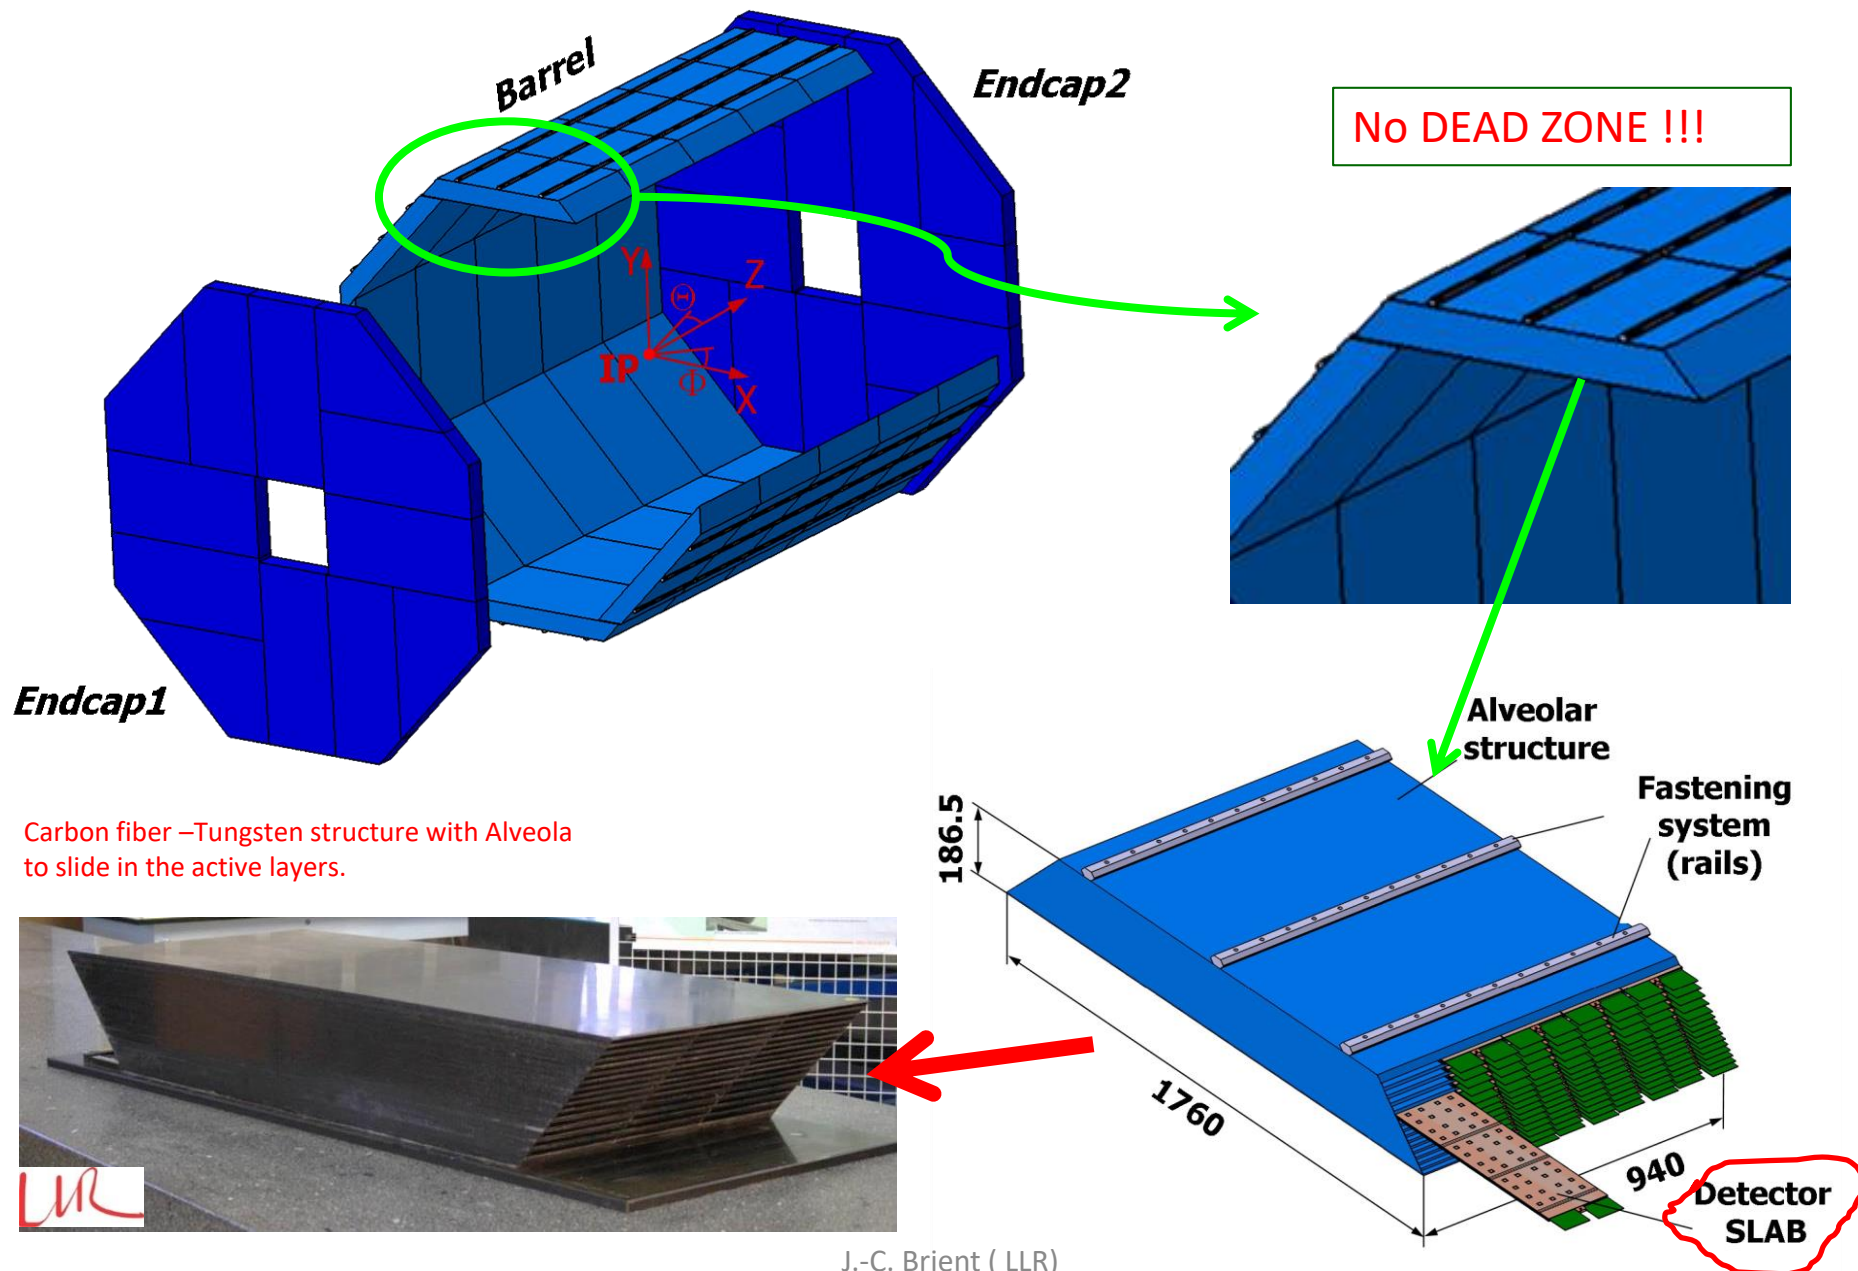 Barrel
Endcap2
No DEAD ZONE !!!
Y
Z
Θ
IP
Φ
X
Endcap1
Alveolar
structure
Fastening
system
(rails)
186.5
Carbon fiber –Tungsten structure with Alveola
to slide in the active layers.
1760
940
Detector
SLAB
LLR
J.-C. Brient ( LLR)